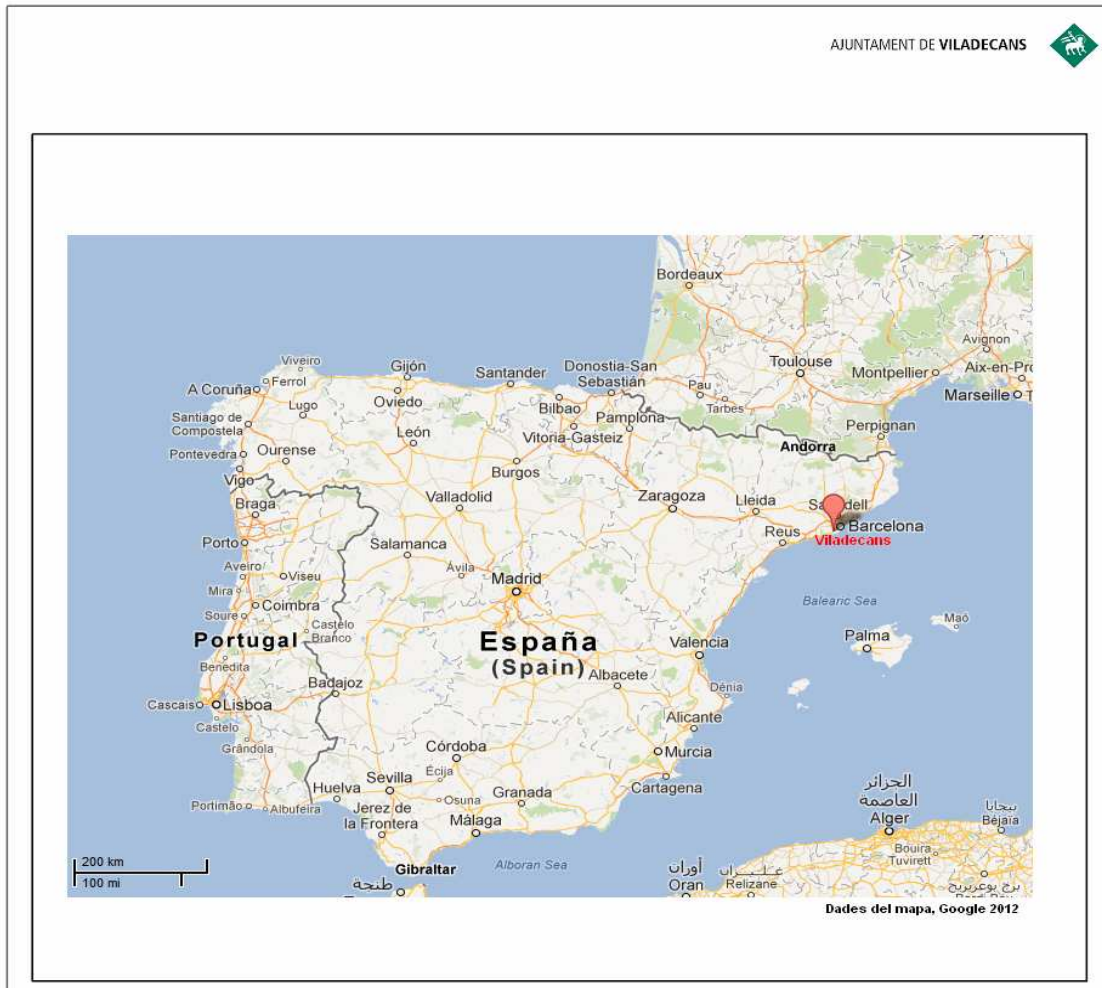 AJUNTAMENT DE VILADECANS
Bordeaux
Avignon
Toulouse
Montpellier
Aix-en-Pro
Marseille
Viveiro
Gijón
Santander
Donostia-San
Sebastián
Pau
Tarbes
A Coruña
Ferrol
Oviedo
Bilbao
Pamplona
Perpignan
Lugo
Santiago de
Compostela
León
Vitoria-Gasteiz
Andorra
Pontevedra
Ourense
Burgos
Vigo
Valladolid
Zaragoza
Lleida
Braga
Barcelona
Reus
Viladecans
Porto
Salamanca
Aveiro
Viseu
Ávila
Madrid
Mira
Coimbra
Balearic Sea
Soure
Castelo
Branco
Maó
Portugal
España
(Spain)
Valencia
Palma
Benedita
Badajoz
Albacete
Dénia
Cascais
Lisboa
Castelo
Alicante
Grândola
Córdoba
Murcia
Écija
Sevilla
Cartagena
Huelva
Osuna
Granada
الجزائر
العاصمة
Alger
Portimão
Albufeira
Jerez de
la Frontera
Málaga
بجاية
Béjaïa
Bouira
Tuvirett
200 km
100 mi
Gibraltar
Alboran Sea
طنجة
أوران
Oran
غليزان
Relizane
برج بوعريريج
Dades del mapa, Google 2012